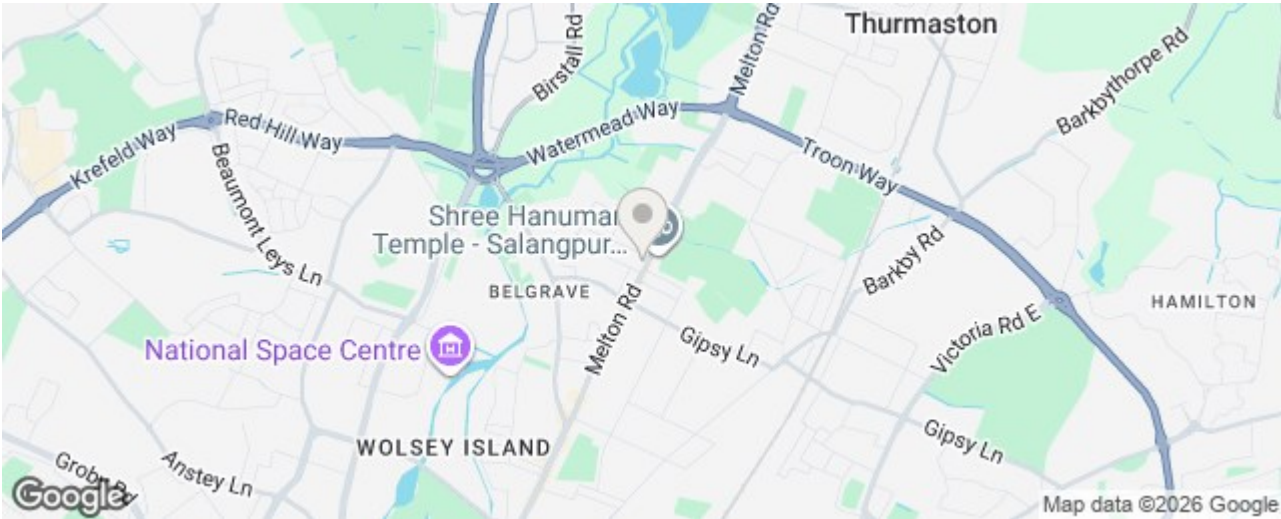 Thurmaston
Birstall Rd
Melton Rd
Barkbythorpe Rd
Red Hill Way
Watermead Way
Krefeld Way
Troon Way
Beaumont Leys Ln
Shree Hanuman
Temple - Salangpur...
Barkby Rd
BELGRAVE
HAMILTON
Melton Rd
Gipsy Ln
Victoria Rd E
National Space Centre
WOLSEY ISLAND
Gipsy Ln
Groby Rd
Anstey Ln
Google
Map data ©2026 Google